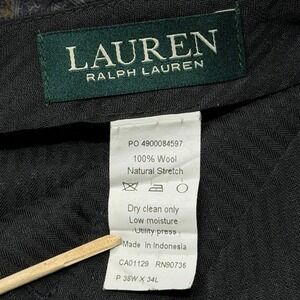 LAUREN
RALPH LAUREN
PO 4900084597
100% Wool
Natural Stretch
Dry clean only
Low moisture
Utility press
Made in Indonesia
CA01129 RN90736
P 38W X 34L